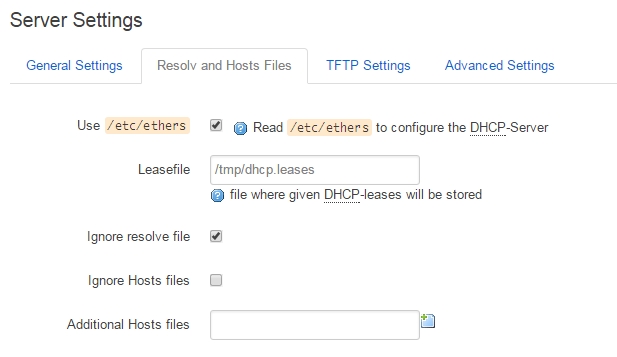 Server Settings
General Settings Resolv and Hosts Files TFTP Settings Advanced Settings
Use /etc/ethers Read /etc/ethers to configure the DHCP-Server
Leasefile /tmp/dhcp.leases
file where given DHCP-leases will be stored
Ignore resolve file
Ignore Hosts files
Additional Hosts files